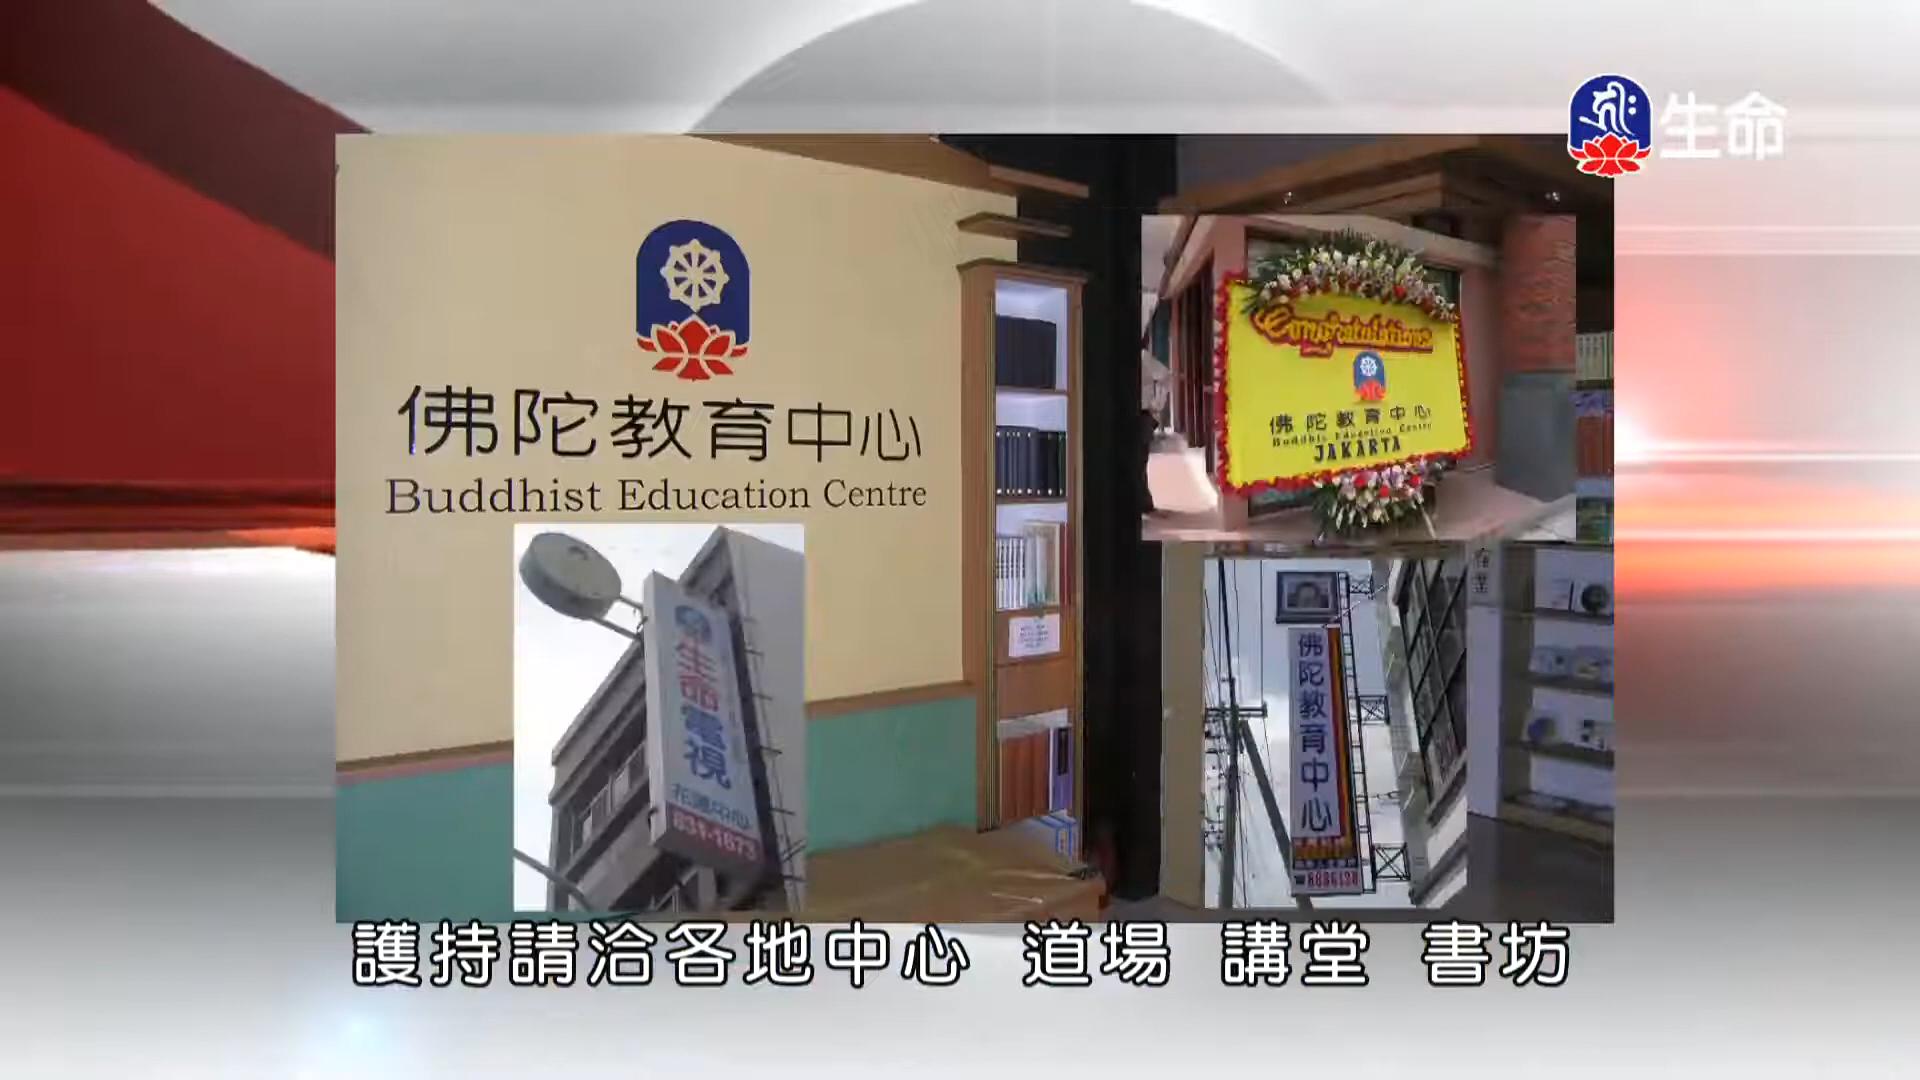 生命
佛陀教育中心
Buddhist Education Centre
Congratulations
佛陀教育中心
Buddhist Education Centre
JAKARTA
生命電視
花蓮中心
831-1673
佛陀教育中心
護持請洽各地中心 道場 講堂 書坊